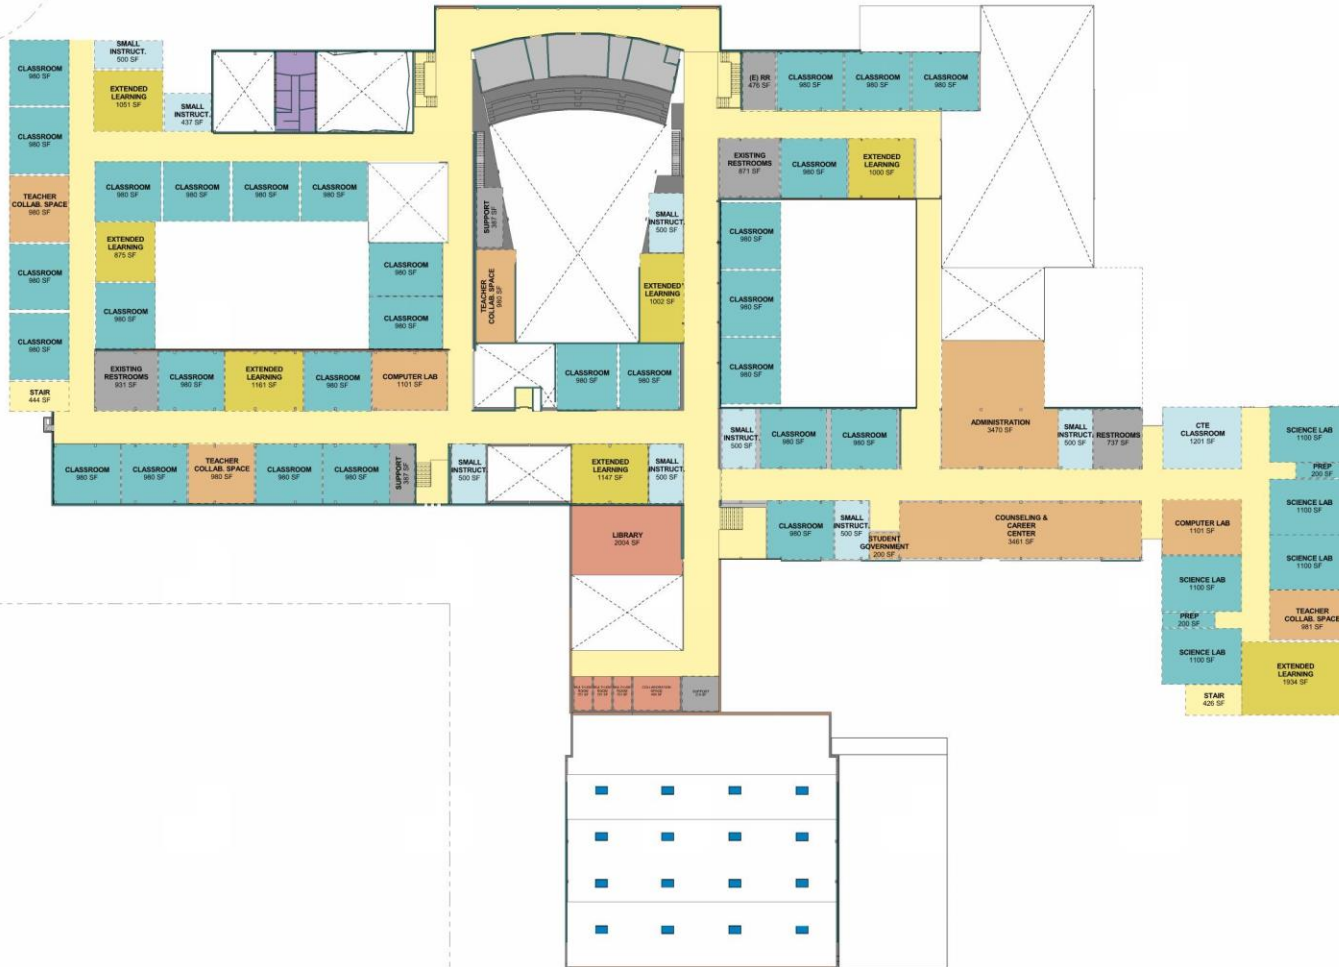 SMALL
INSTRUCT.
500 SF
CLASSROOM
980 SF
EXTENDED
LEARNING
1051 SF
SMALL
INSTRUCT.
437 SF
(E) RR
476 SF
CLASSROOM
980 SF
CLASSROOM
980 SF
CLASSROOM
980 SF
CLASSROOM
980 SF
EXISTING
RESTROOMS
871 SF
CLASSROOM
980 SF
EXTENDED
LEARNING
1000 SF
TEACHER
COLLAB. SPACE
980 SF
CLASSROOM
980 SF
CLASSROOM
980 SF
CLASSROOM
980 SF
CLASSROOM
980 SF
SUPPORT
387 SF
SMALL
INSTRUCT.
500 SF
CLASSROOM
980 SF
EXTENDED
LEARNING
875 SF
CLASSROOM
980 SF
CLASSROOM
980 SF
TEACHER
COLLAB. SPACE
980 SF
EXTENDED
LEARNING
1002 SF
CLASSROOM
980 SF
CLASSROOM
980 SF
CLASSROOM
980 SF
CLASSROOM
980 SF
EXISTING
RESTROOMS
931 SF
CLASSROOM
980 SF
EXTENDED
LEARNING
1161 SF
CLASSROOM
980 SF
COMPUTER LAB
1101 SF
CLASSROOM
980 SF
CLASSROOM
980 SF
CLASSROOM
980 SF
STAIR
444 SF
SMALL
INSTRUCT.
500 SF
CLASSROOM
980 SF
CLASSROOM
980 SF
ADMINISTRATION
3470 SF
SMALL
INSTRUCT.
500 SF
RESTROOMS
737 SF
CTE
CLASSROOM
1201 SF
SCIENCE LAB
1100 SF
CLASSROOM
980 SF
CLASSROOM
980 SF
TEACHER
COLLAB. SPACE
980 SF
CLASSROOM
980 SF
CLASSROOM
980 SF
SUPPORT
387 SF
SMALL
INSTRUCT.
500 SF
EXTENDED
LEARNING
1147 SF
SMALL
INSTRUCT.
500 SF
PREP
200 SF
SCIENCE LAB
1100 SF
LIBRARY
2004 SF
CLASSROOM
980 SF
SMALL
INSTRUCT.
500 SF
STUDENT
GOVERNMENT
200 SF
COUNSELING &
CAREER
CENTER
3461 SF
COMPUTER LAB
1101 SF
SCIENCE LAB
1100 SF
SCIENCE LAB
1100 SF
TEACHER
COLLAB. SPACE
981 SF
PREP
200 SF
SCIENCE LAB
1100 SF
EXTENDED
LEARNING
1934 SF
STAIR
426 SF